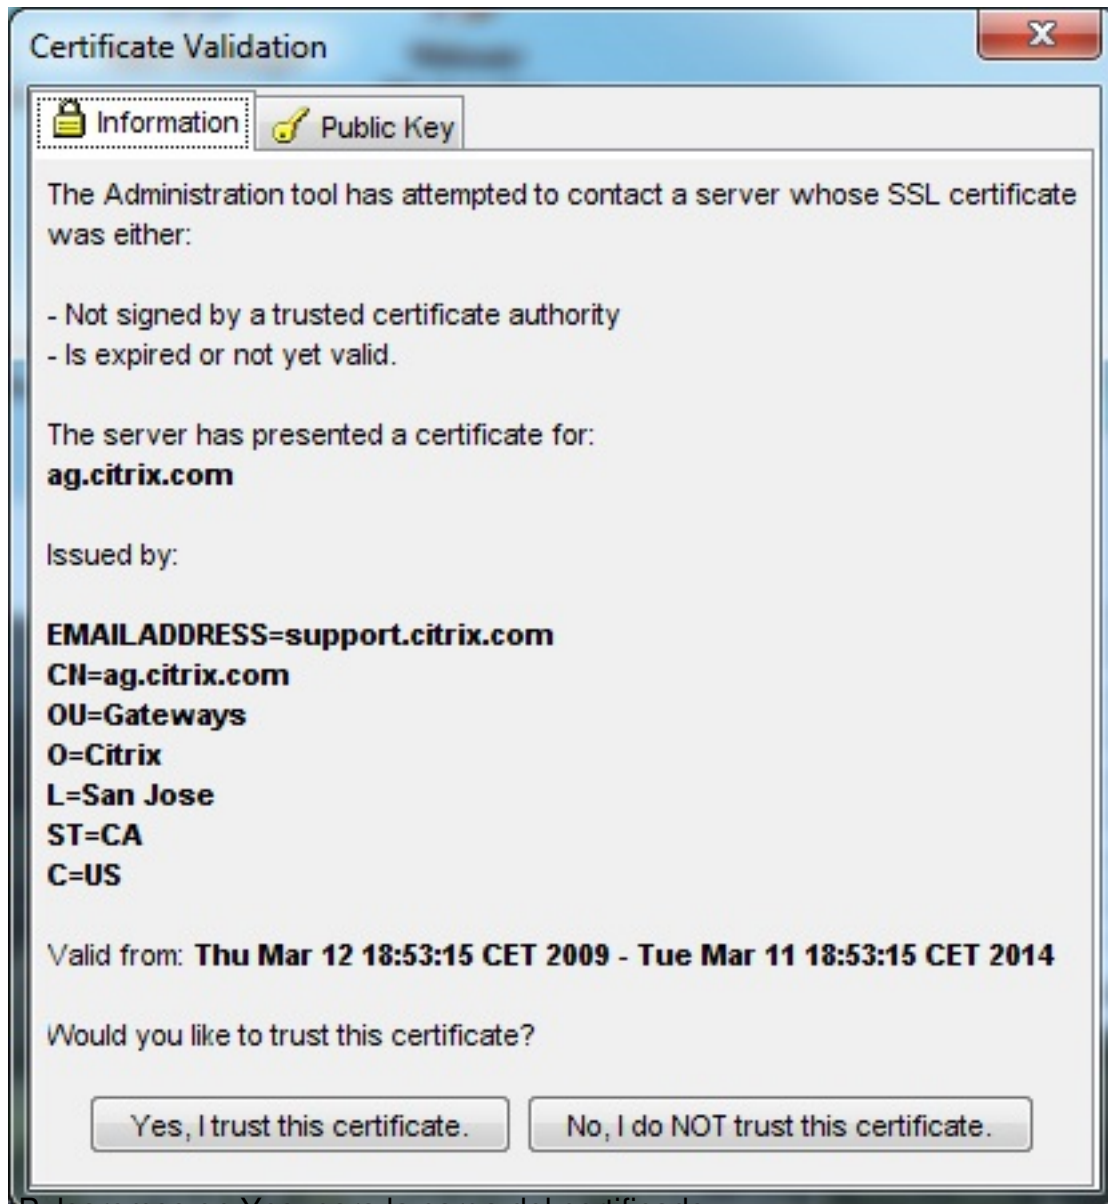 Certificate Validation
Information
Public Key
The Administration tool has attempted to contact a server whose SSL certificate
was either:
- Not signed by a trusted certificate authority
- Is expired or not yet valid.
The server has presented a certificate for:
ag.citrix.com
Issued by:
EMAILADDRESS=support.citrix.com
CN=ag.citrix.com
OU=Gateways
O=Citrix
L=San Jose
ST=CA
C=US
Valid from: Thu Mar 12 18:53:15 CET 2009 - Tue Mar 11 18:53:15 CET 2014
Would you like to trust this certificate?
Yes, I trust this certificate.
No, I do NOT trust this certificate.